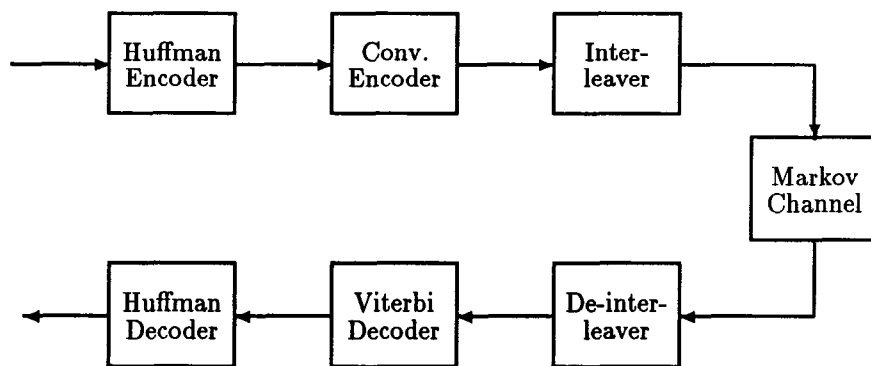 Huffman
Encoder
Conv.
Encoder
Inter-
leaver
Markov
Channel
Huffman
Decoder
Viterbi
Decoder
De-inter-
leaver